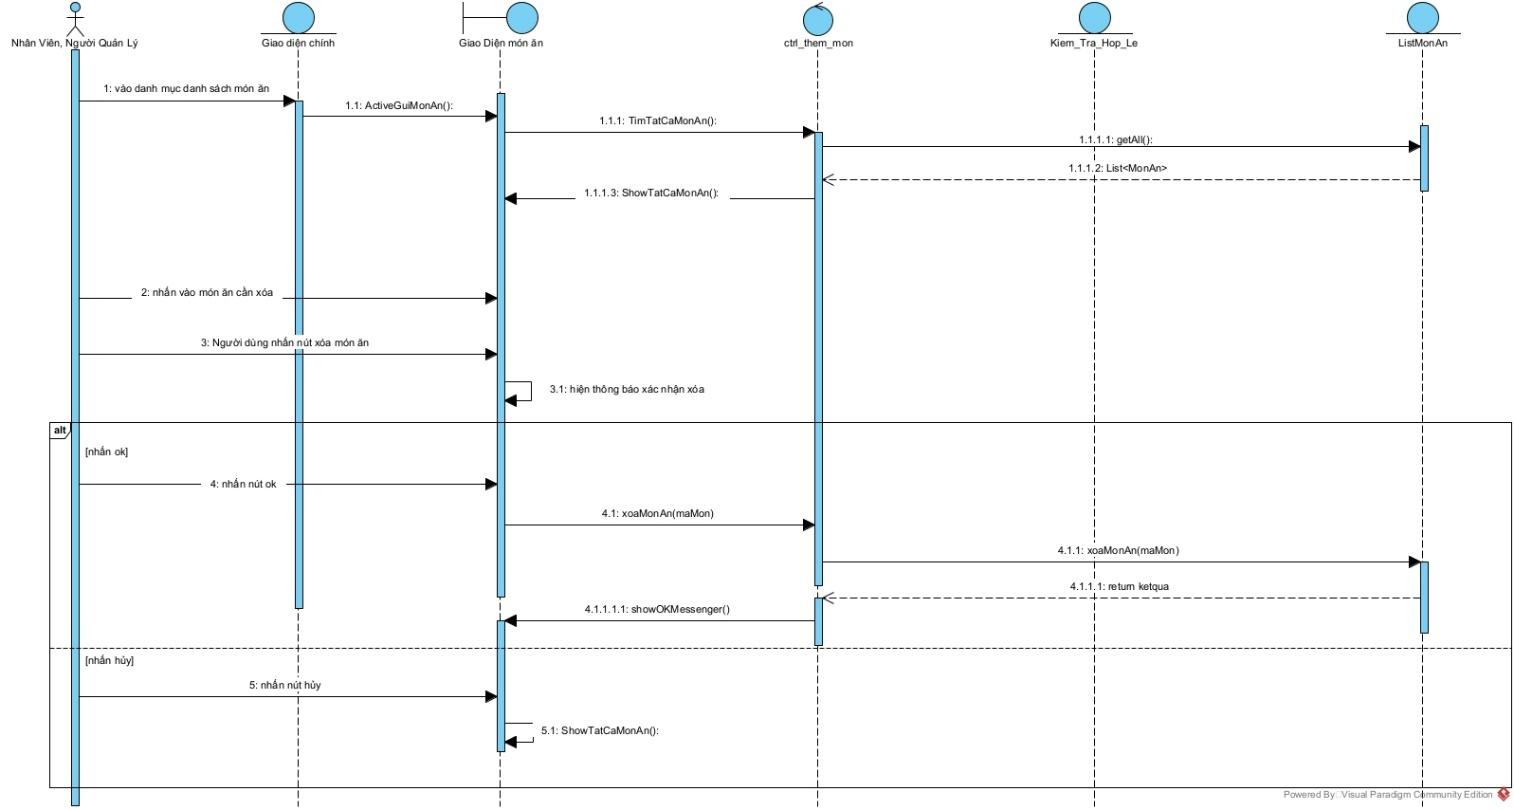 Nhân Viên, Người Quản Lý
Giao diện chính
Giao Diện món ăn
ctrl_them_mon
Kiem_Tra_Hop_Le
ListMonAn
1: vào danh mục danh sách món ăn
1.1: ActiveGuiMonAn():
1.1.1: TimTatCaMonAn():
1.1.1.1: getAll():
1.1.1.2: List<MonAn>
1.1.1.3: ShowTatCaMonAn():
2: nhấn vào món ăn cần xóa
3: Người dùng nhấn nút xóa món ăn
3.1: hiện thông báo xác nhận xóa
alt
[nhấn ok]
4: nhấn nút ok
4.1: xoaMonAn(maMon)
4.1.1: xoaMonAn(maMon)
4.1.1.1: return ketqua
4.1.1.1.1: showOKMessenger()
[nhấn hủy]
5: nhấn nút hủy
5.1: ShowTatCaMonAn():
Powered By: Visual Paradigm Community Edition